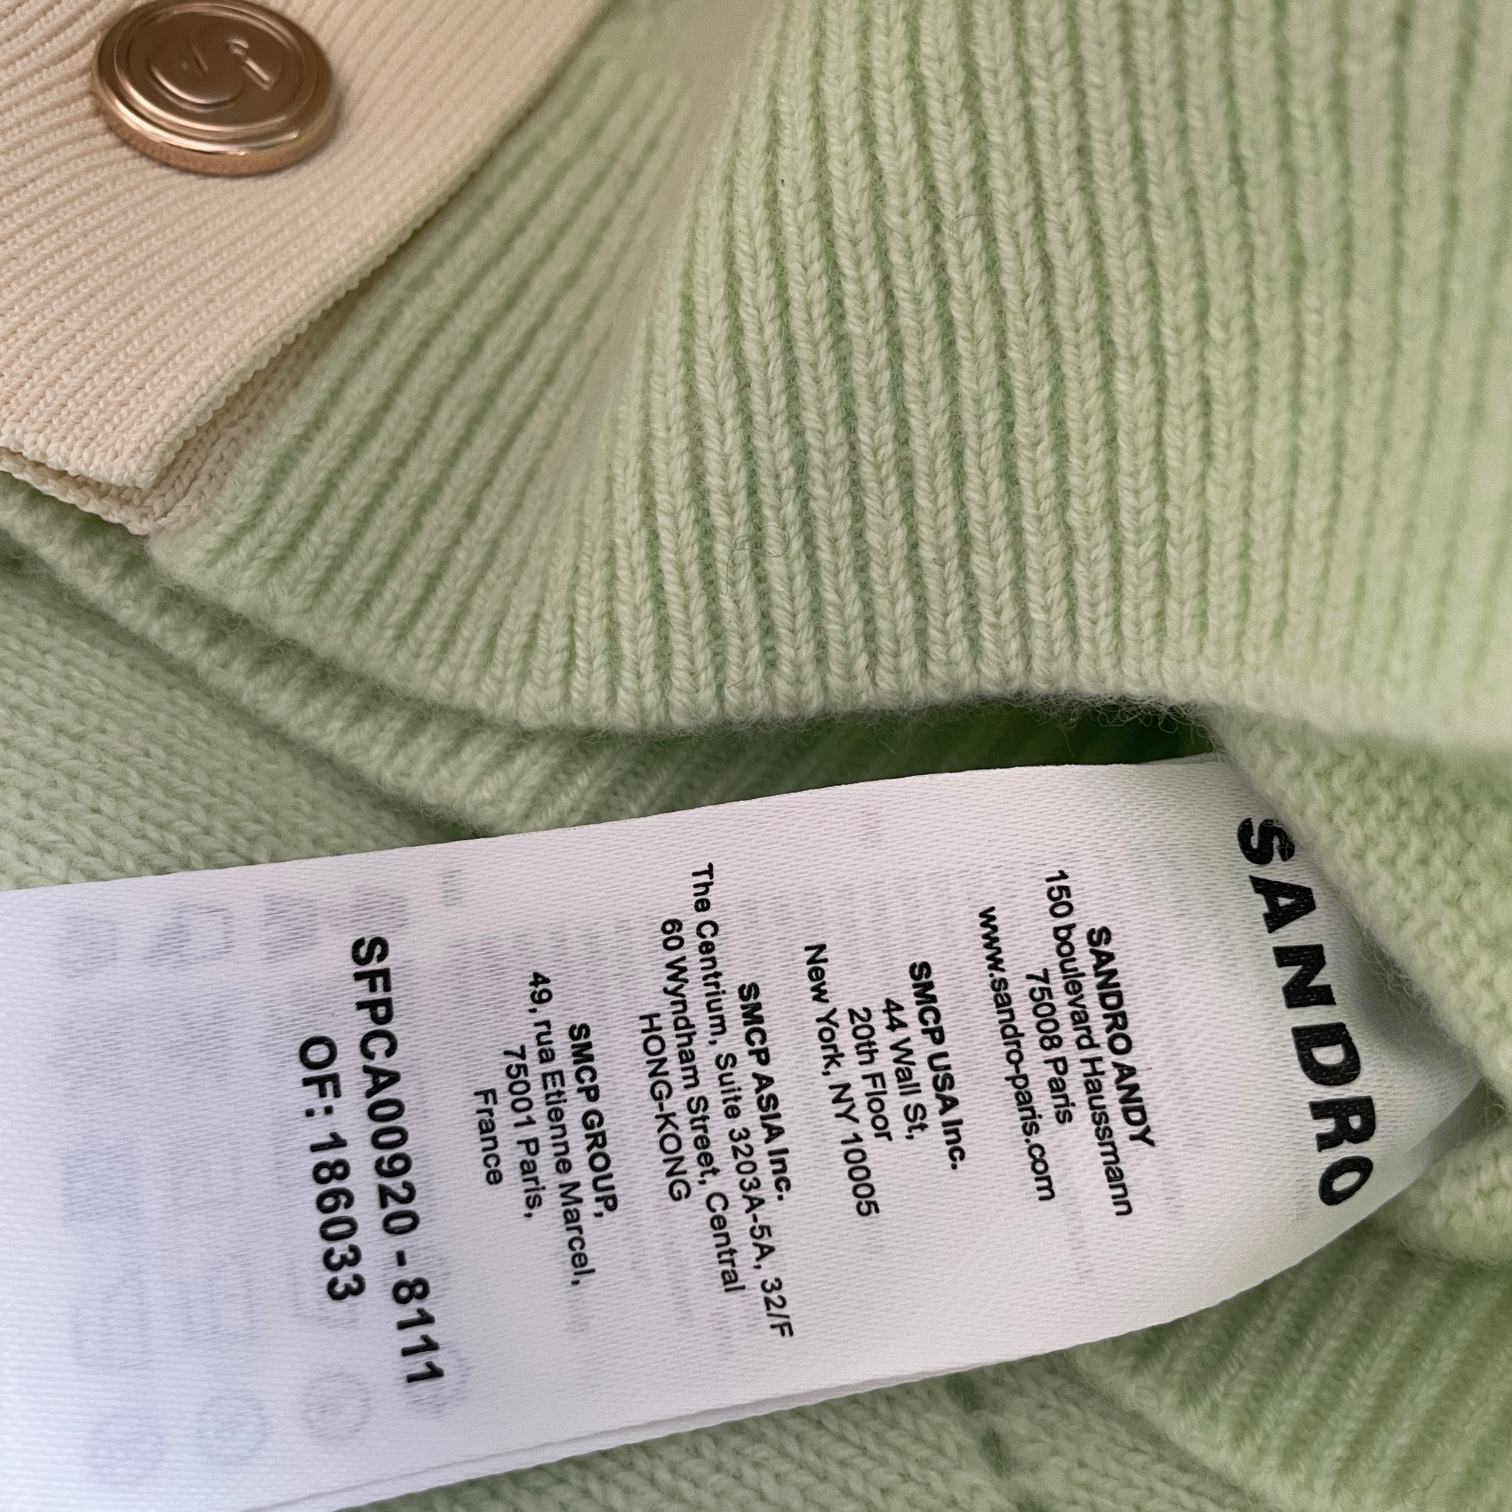 SANDRO
SANDRO ANDY
150 boulevard Haussmann
75008 Paris
www.sandro-paris.com
SMCP USA Inc.
44 Wall St,
20th Floor
New York, NY 10005
SMCP ASIA Inc.
The Centrium, Suite 3203A-5A, 32/F
60 Wyndham Street, Central
HONG-KONG
SMCP GROUP,
49, rue Etienne Marcel,
75001 Paris,
France
SFPCA00920 - 8111
OF: 186033